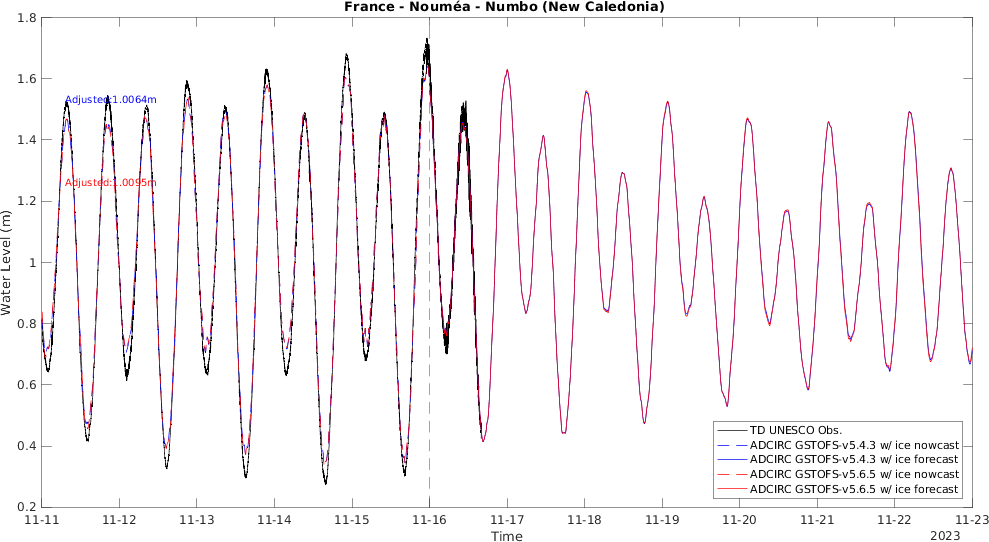 France - Nouméa - Numbo (New Caledonia)
1.8
1.6
1.4
1.2
1
0.8
0.6
0.4
0.2
Water Level (m)
Adjusted:1.0064m
Adjusted:1.0095m
TD UNESCO Obs.
ADCIRC GSTOFS-v5.4.3 w/ ice nowcast
ADCIRC GSTOFS-v5.4.3 w/ ice forecast
ADCIRC GSTOFS-v5.6.5 w/ ice nowcast
ADCIRC GSTOFS-v5.6.5 w/ ice forecast
11-11 11-12 11-13 11-14 11-15 11-16 11-17 11-18 11-19 11-20 11-21 11-22 11-23
Time
2023